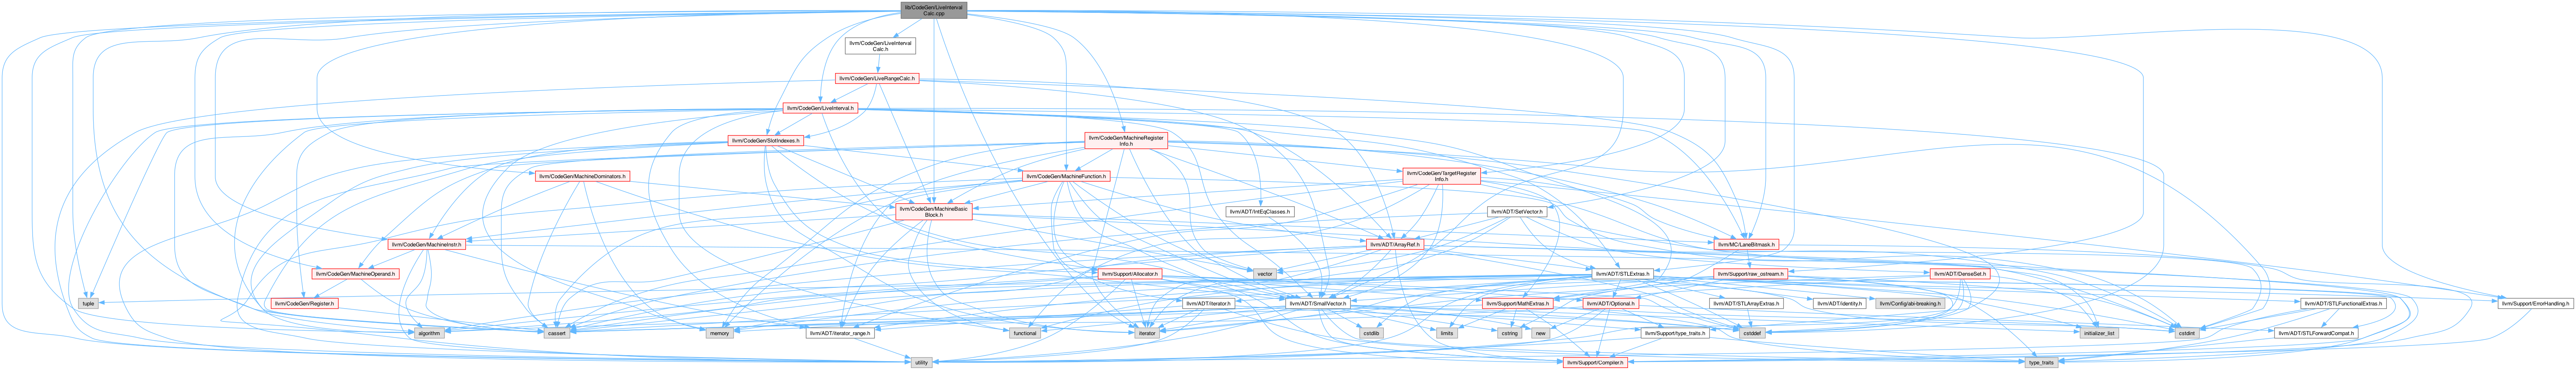 lib/CodeGen/LiveInterval
Calc.cpp
llvm/CodeGen/LiveInterval
Calc.h
llvm/CodeGen/LiveRangeCalc.h
llvm/CodeGen/LiveInterval.h
llvm/CodeGen/SlotIndexes.h
llvm/CodeGen/MachineRegister
Info.h
llvm/CodeGen/MachineDominators.h
llvm/CodeGen/MachineFunction.h
llvm/CodeGen/TargetRegister
Info.h
llvm/CodeGen/MachineBasic
Block.h
llvm/ADT/IntEqClasses.h
llvm/ADT/SetVector.h
llvm/CodeGen/MachineInstr.h
llvm/ADT/ArrayRef.h
llvm/MC/LaneBitmask.h
llvm/CodeGen/MachineOperand.h
llvm/Support/Allocator.h
vector
llvm/ADT/STLExtras.h
llvm/Support/raw_ostream.h
llvm/ADT/DenseSet.h
tuple
llvm/CodeGen/Register.h
llvm/ADT/iterator.h
llvm/ADT/SmallVector.h
llvm/Support/MathExtras.h
llvm/ADT/Optional.h
llvm/ADT/STLArrayExtras.h
llvm/ADT/identity.h
llvm/Config/abi-breaking.h
llvm/ADT/STLFunctionalExtras.h
llvm/Support/ErrorHandling.h
algorithm
cassert
memory
llvm/ADT/iterator_range.h
functional
iterator
cstdlib
limits
cstring
new
llvm/Support/type_traits.h
cstddef
initializer_list
cstdint
llvm/ADT/STLForwardCompat.h
utility
llvm/Support/Compiler.h
type_traits